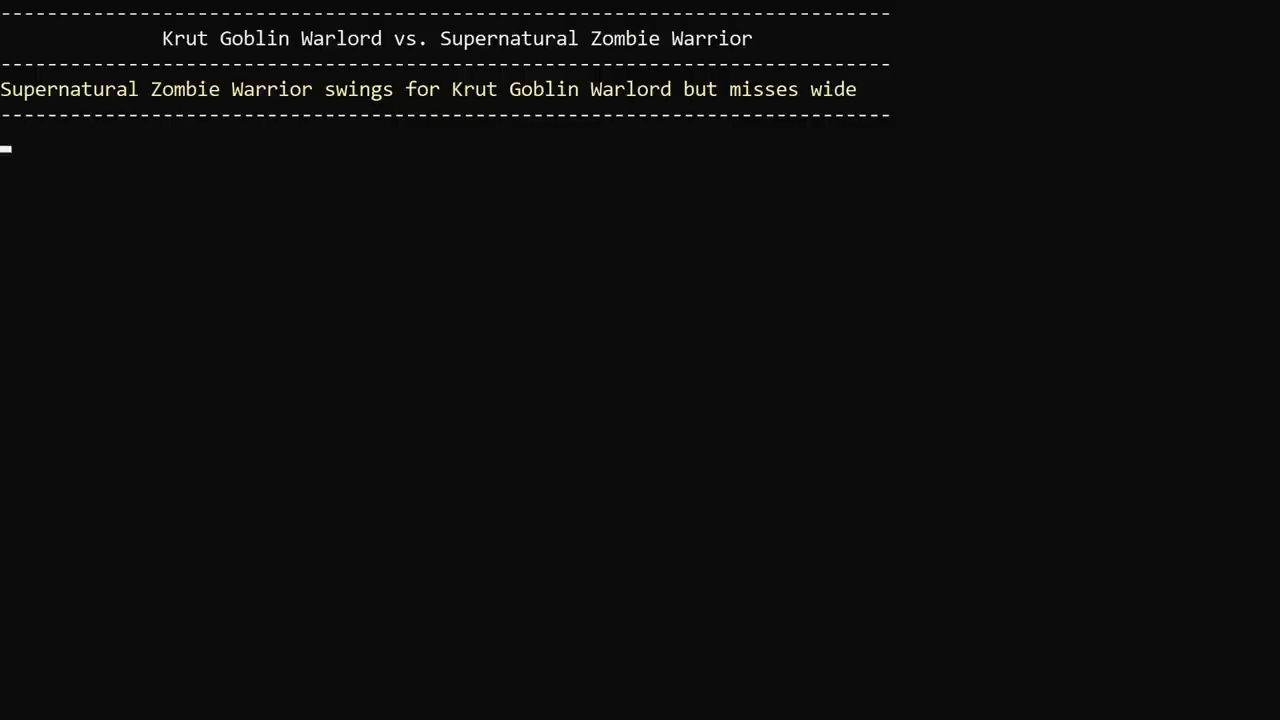 -----------------------------------------------------------------------------
Krut Goblin Warlord vs. Supernatural Zombie Warrior
-----------------------------------------------------------------------------
Supernatural Zombie Warrior swings for Krut Goblin Warlord but misses wide
-----------------------------------------------------------------------------